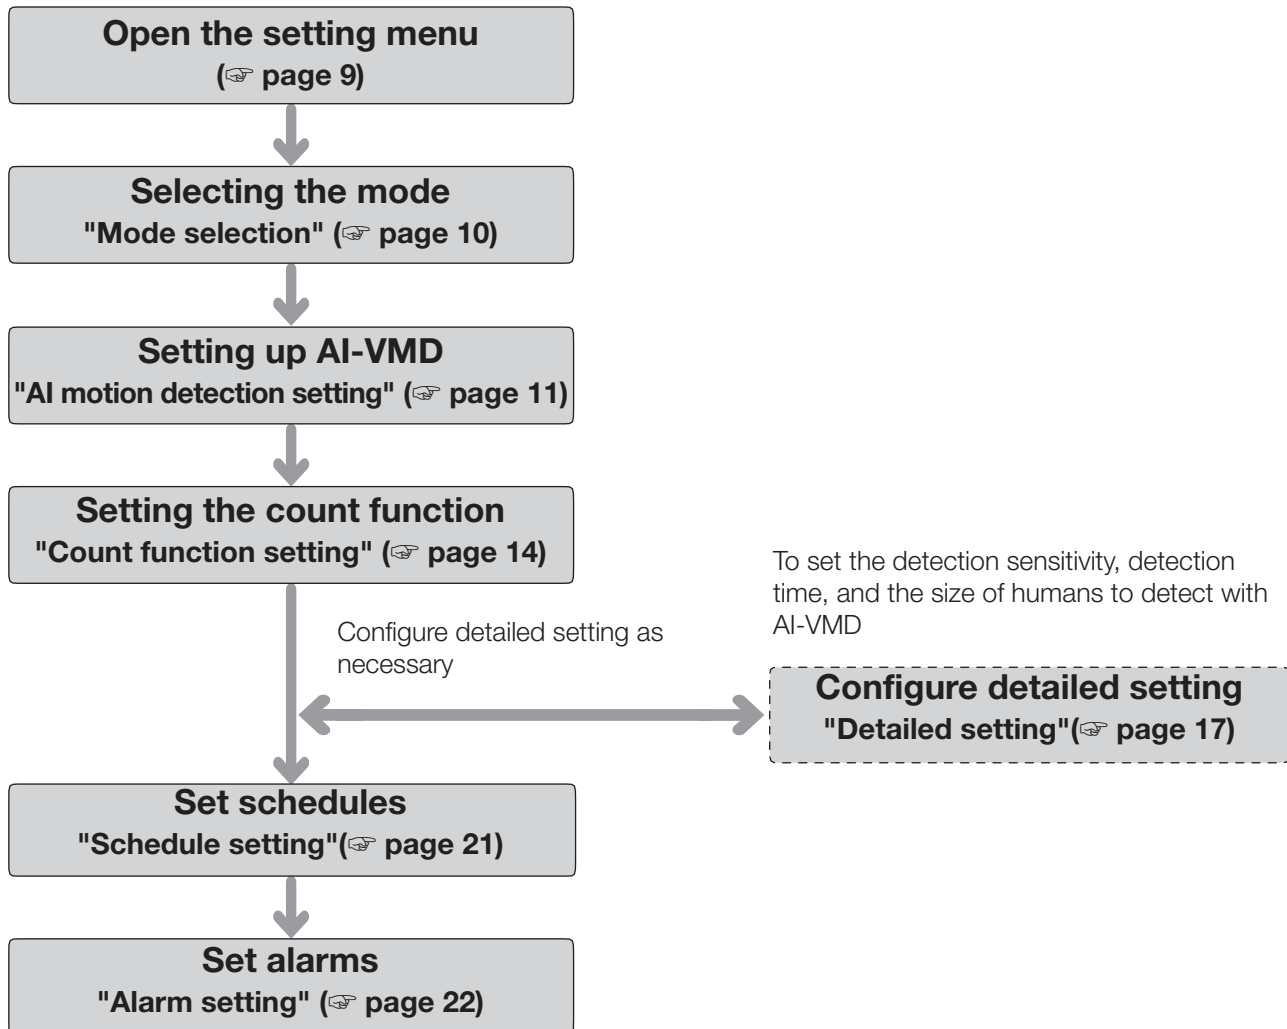 Open the setting menu
(☞ page 9)
Selecting the mode
"Mode selection" (☞ page 10)
Setting up AI-VMD
"AI motion detection setting" (☞ page 11)
Setting the count function
"Count function setting" (☞ page 14)
Configure detailed setting as
necessary
To set the detection sensitivity, detection
time, and the size of humans to detect with
AI-VMD
Configure detailed setting
"Detailed setting"(☞ page 17)
Set schedules
"Schedule setting"(☞ page 21)
Set alarms
"Alarm setting" (☞ page 22)